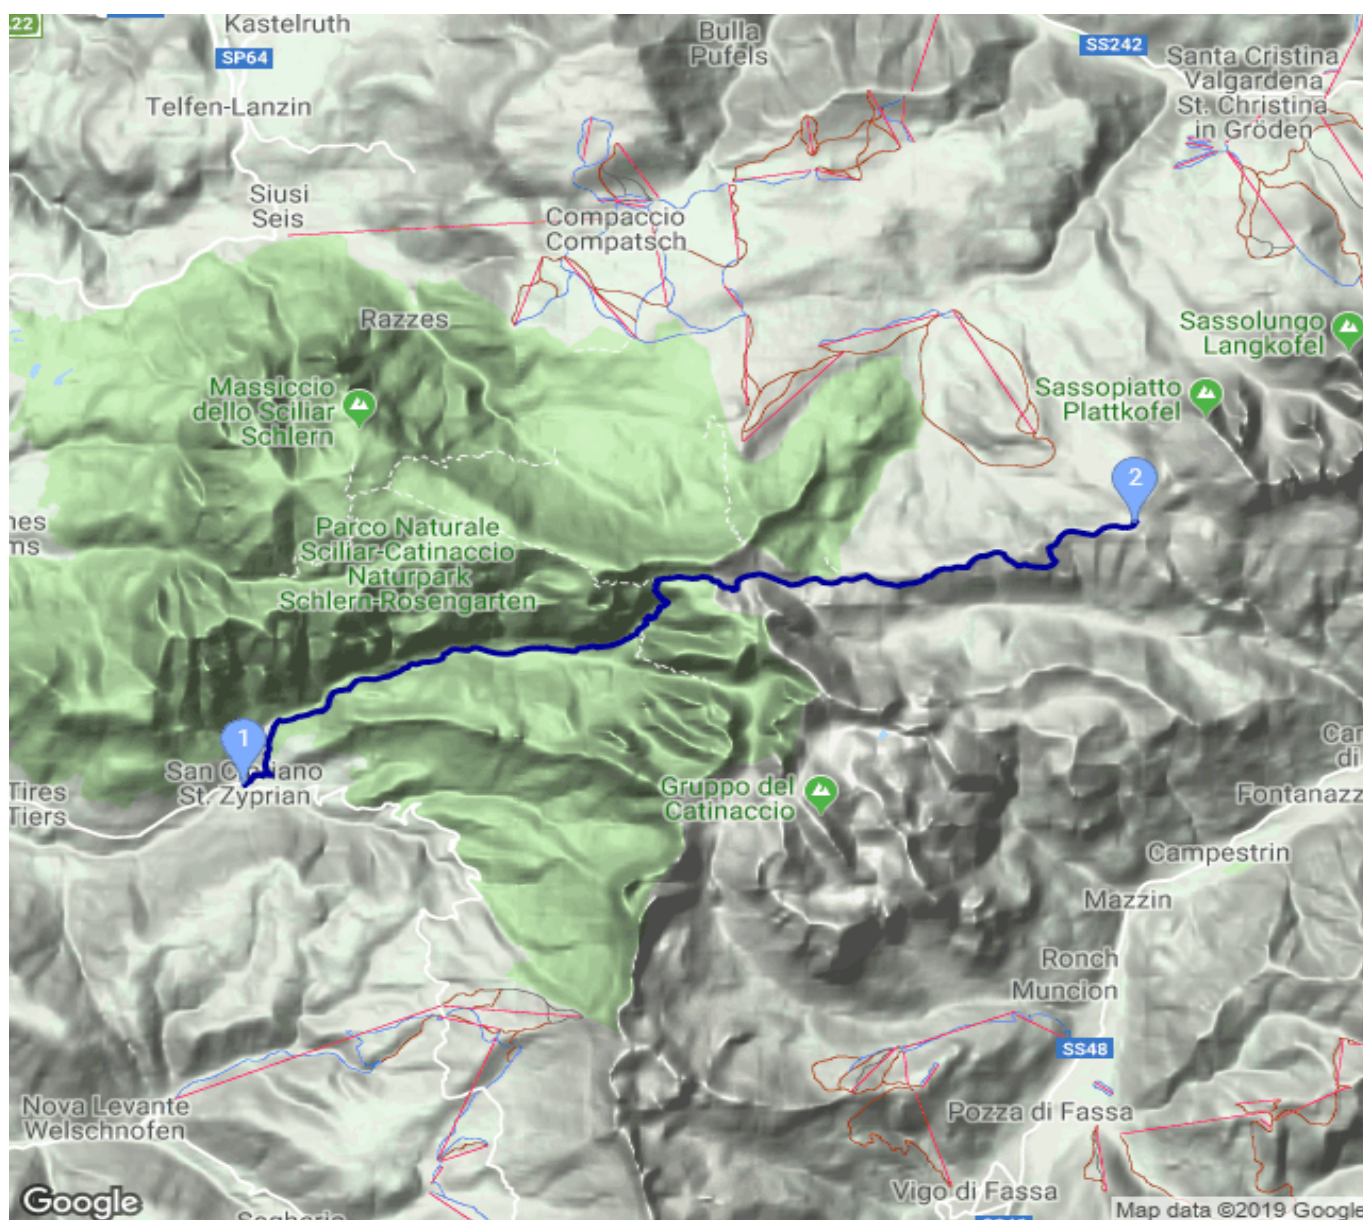 22
Kastelruth
SP64
Bulla
Pufels
SS242
Santa Cristina
Valgardena
St. Christina
in Gröden
Telfen-Lanzin
Siusi
Seis
Compaccio
Compatsch
Razzes
Sassolungo
Langkofel
Massiccio
dello Sciliar
Schlern
Sassopiatto
Plattkofel
2
Parco Naturale
Sciliar-Catinaccio
Naturpark
Schlern-Rosengarten
1
St. Zyprian
Tires
Tiers
Gruppo del
Catinaccio
Campestrin
Mazzin
Ronch
Muncion
SS48
Nova Levante
Welschnofen
Pozza di Fassa
Vigo di Fassa
Google
Map data ©2019 Google